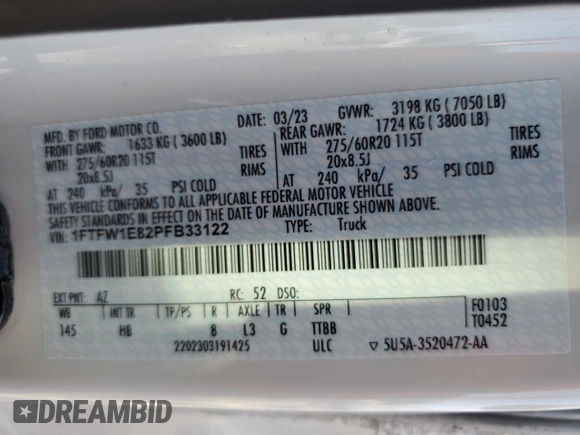 MFD. BY FORD MOTOR CO.
DATE: 03/23 GVWR: 3198 KG ( 7050 LB)
FRONT GAWR: 1633 KG ( 3600 LB) REAR GAWR: 1724 KG ( 3800 LB)
WITH 275/60R20 115T TIRES WITH 275/60R20 115T TIRES
20x8.5J RIMS 20x8.5J RIMS
AT 240 kPa/ 35 PSI COLD AT 240 kPa/ 35 PSI COLD
THIS VEHICLE CONFORMS TO ALL APPLICABLE FEDERAL MOTOR VEHICLE
SAFETY STANDARDS IN EFFECT ON THE DATE OF MANUFACTURE SHOWN ABOVE.
VIN: 1FTFW1E82PFB33122 TYPE: Truck
EXT PNT: AZ RC: 52 DSO: F0103
WB INT TR TP/PS R AXLE TR SPR T0452
145 HB 8 L3 G TTBB
2202303191425 ULC ▽ 5U5A-3520472-AA
DREAMBID